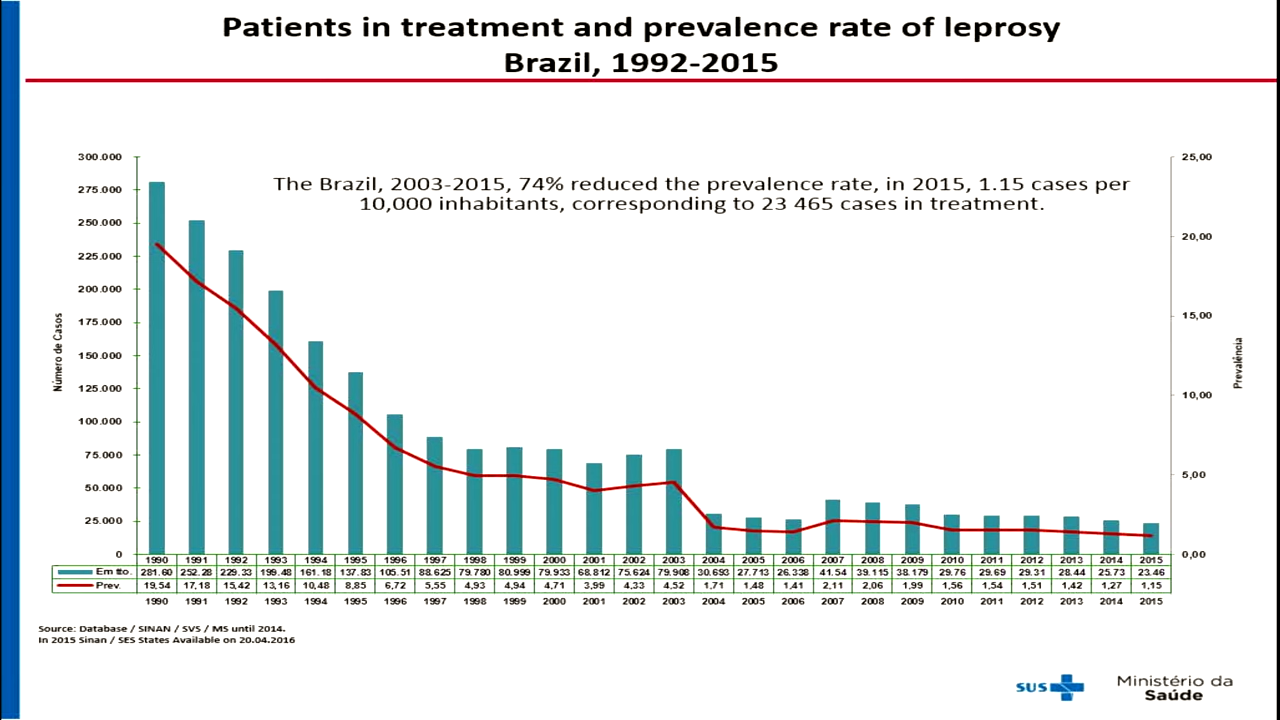 Patients in treatment and prevalence rate of leprosy
Brazil, 1992-2015
The Brazil, 2003-2015, 74% reduced the prevalence rate, in 2015, 1.15 cases per
10,000 inhabitants, corresponding to 23 465 cases in treatment.
Número de Casos
300.000
275.000
250.000
225.000
200.000
175.000
150.000
125.000
100.000
75.000
50.000
25.000
0
25,00
20,00
15,00
10,00
5,00
0,00
Prevalência
1990 1991 1992 1993 1994 1995 1996 1997 1998 1999 2000 2001 2002 2003 2004 2005 2006 2007 2008 2009 2010 2011 2012 2013 2014 2015
Em tto. 281.60 252.28 229.33 199.48 161.18 137.83 105.51 88.625 79.780 80.999 79.933 68.812 75.624 79.908 30.693 27.713 26.338 41.54 39.115 38.179 29.76 29.69 29.31 28.44 25.73 23.46
Prev. 19,54 17,18 15,42 13,16 10,48 8,85 6,72 5,55 4,93 4,94 4,71 3,99 4,33 4,52 1,71 1,48 1,41 2,11 2,06 1,99 1,56 1,54 1,51 1,42 1,27 1,15
1990 1991 1992 1993 1994 1995 1996 1997 1998 1999 2000 2001 2002 2003 2004 2005 2006 2007 2008 2009 2010 2011 2012 2013 2014 2015
Source: Database / SINAN / SVS / MS until 2014.
In 2015 Sinan / SES States Available on 20.04.2016
SUS
Ministério da
Saúde